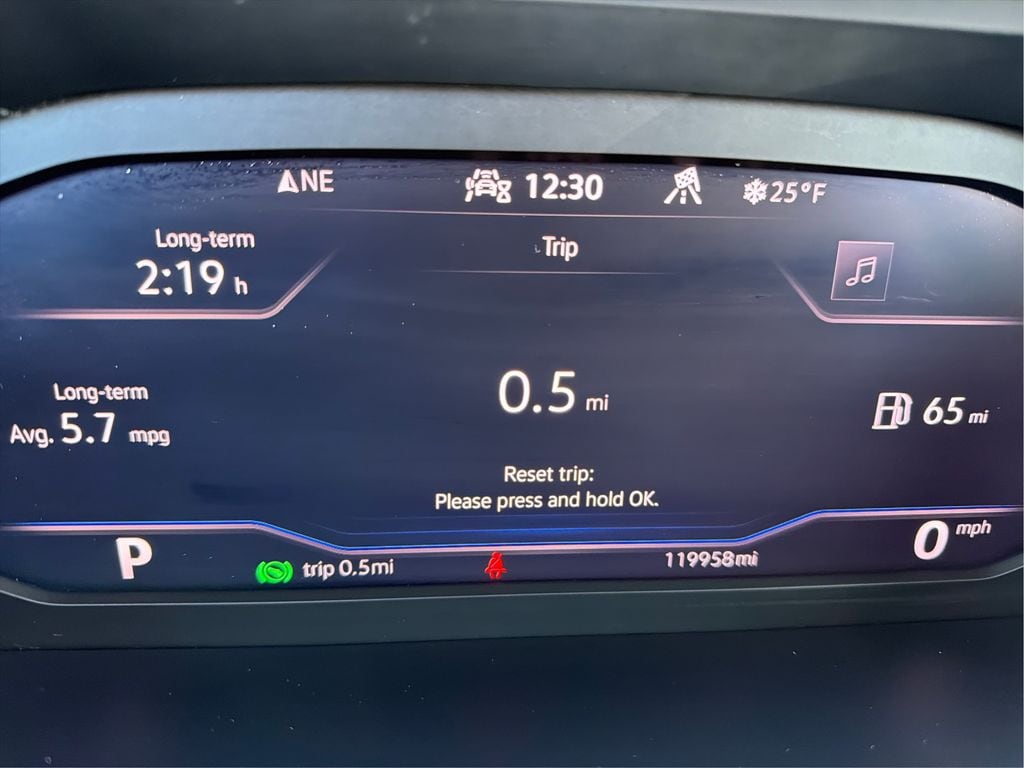 NE
12:30
25°F
Long-term
2:19 h
Trip
Long-term
Avg. 5.7 mpg
0.5 mi
65 mi
Reset trip:
Please press and hold OK.
P
trip 0.5mi
119958mi
0 mph